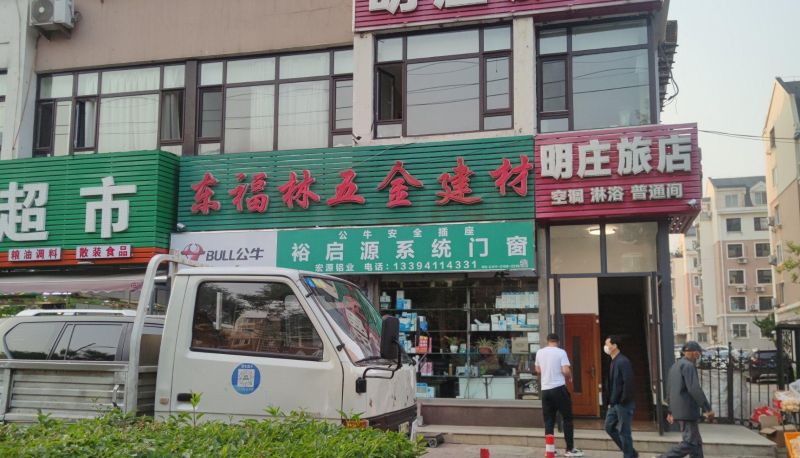 超市
粮油调料 散装食品
东福林五金建材
BULL公牛
公牛安全插座
裕启源系统门窗
宏源铝业 电话:13394114331
明庄旅店
空调 淋浴 普通间